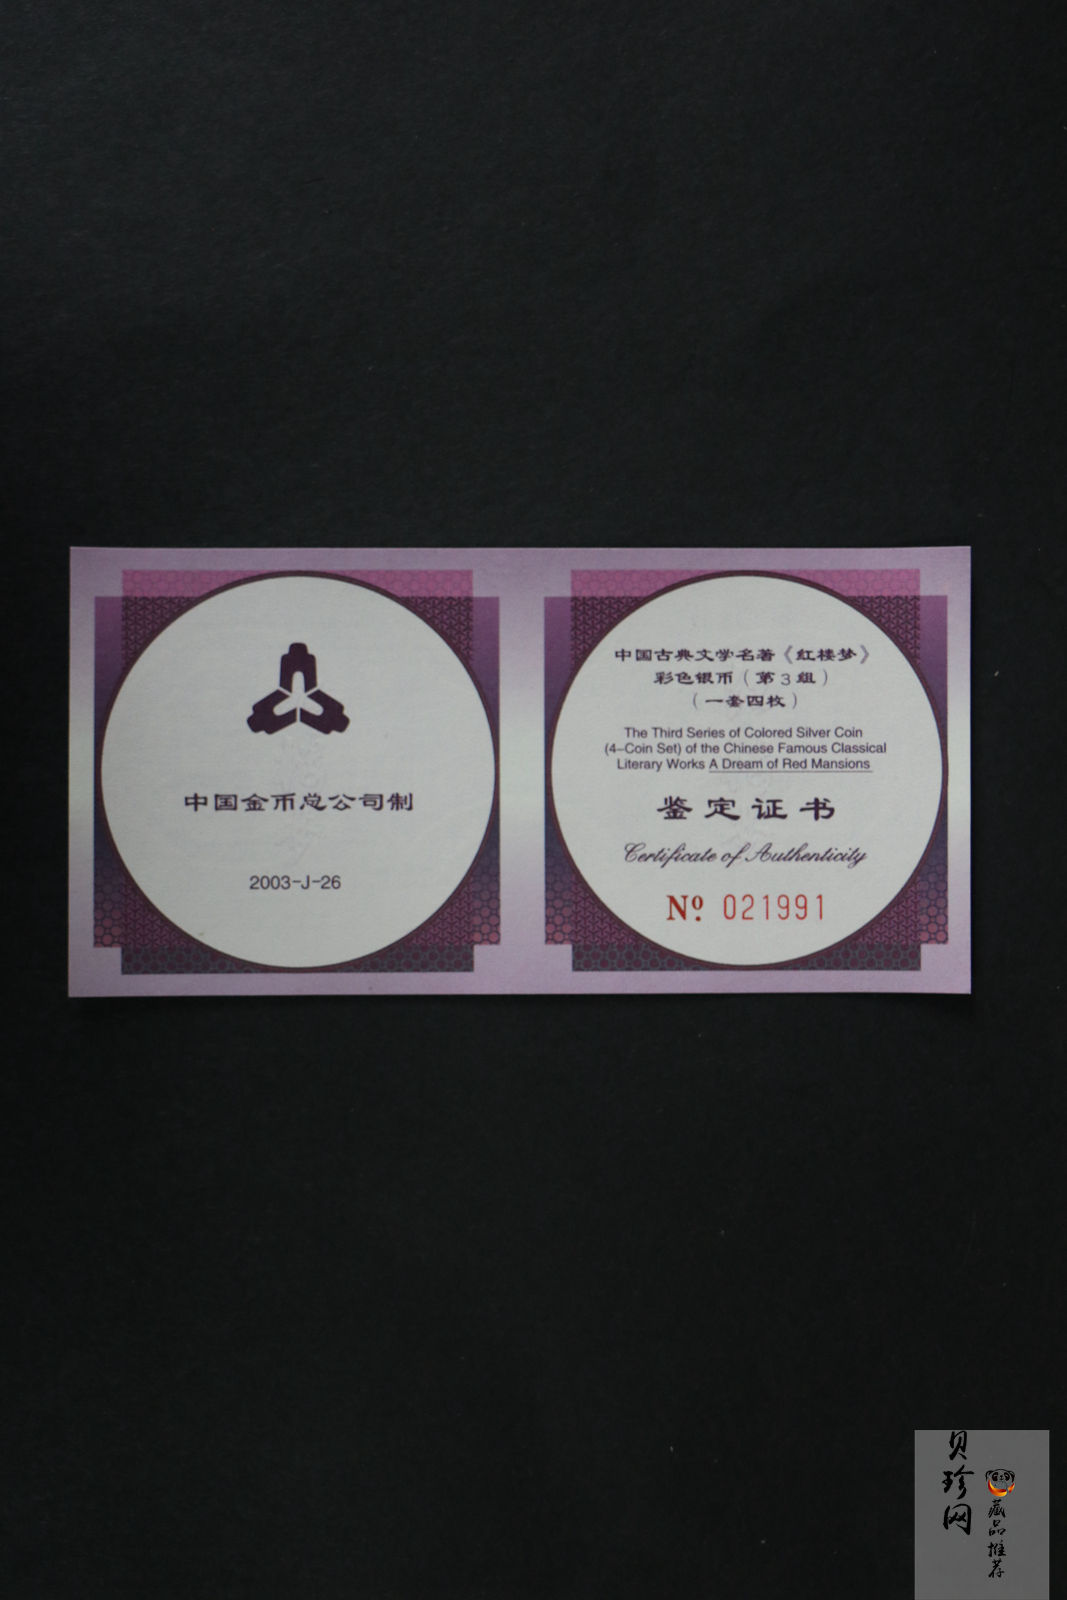 中国金币总公司制
2003-J-26
中国古典文学名著《红楼梦》
彩色银币（第3组）
（一套四枚）
The Third Series of Colored Silver Coin
(4-Coin Set) of the Chinese Famous Classical
Literary Works A Dream of Red Mansions
鉴定证书
Certificate of Authenticity
Nº 021991
贝珍网
藏品推荐